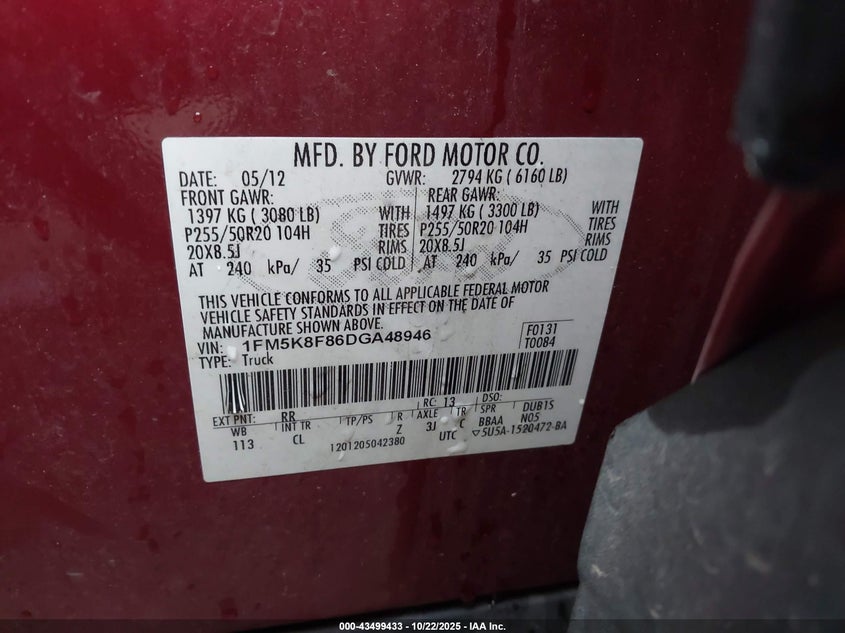 MFD. BY FORD MOTOR CO.
DATE: 05/12 GVWR: 2794 KG ( 6160 LB)
FRONT GAWR: REAR GAWR:
1397 KG ( 3080 LB) WITH 1497 KG ( 3300 LB) WITH
P255/50R20 104H TIRES P255/50R20 104H TIRES
20X8.5J RIMS 20X8.5J RIMS
AT 240 kPa/ 35 PSI COLD AT 240 kPa/ 35 PSI COLD
THIS VEHICLE CONFORMS TO ALL APPLICABLE FEDERAL MOTOR
VEHICLE SAFETY STANDARDS IN EFFECT ON THE DATE OF
MANUFACTURE SHOWN ABOVE.
VIN: 1FM5K8F86DGA48946 F0131
TYPE: Truck T0084
EXT PNT: RR RC: 13 DSO:
WB INT TR TP/PS R AXLE TR SPR DUB1S
113 CL Z 3J C BBAA N05
1201205042380 UTC ▽5U5A-1520472-BA
000-43499433 - 10/22/2025 - IAA Inc.